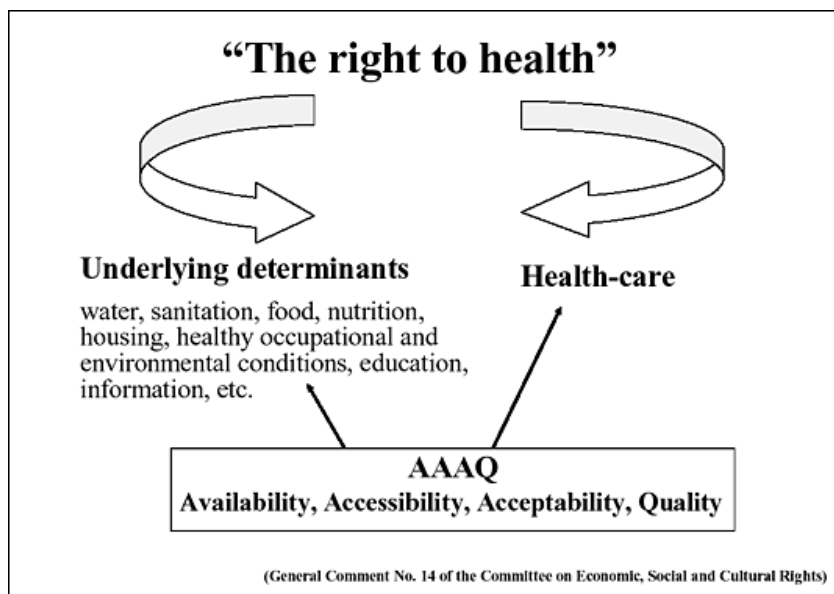 “The right to health”
Underlying determinants
water, sanitation, food, nutrition,
housing, healthy occupational and
environmental conditions, education,
information, etc.
Health-care
AAAQ
Availability, Accessibility, Acceptability, Quality
(General Comment No. 14 of the Committee on Economic, Social and Cultural Rights)